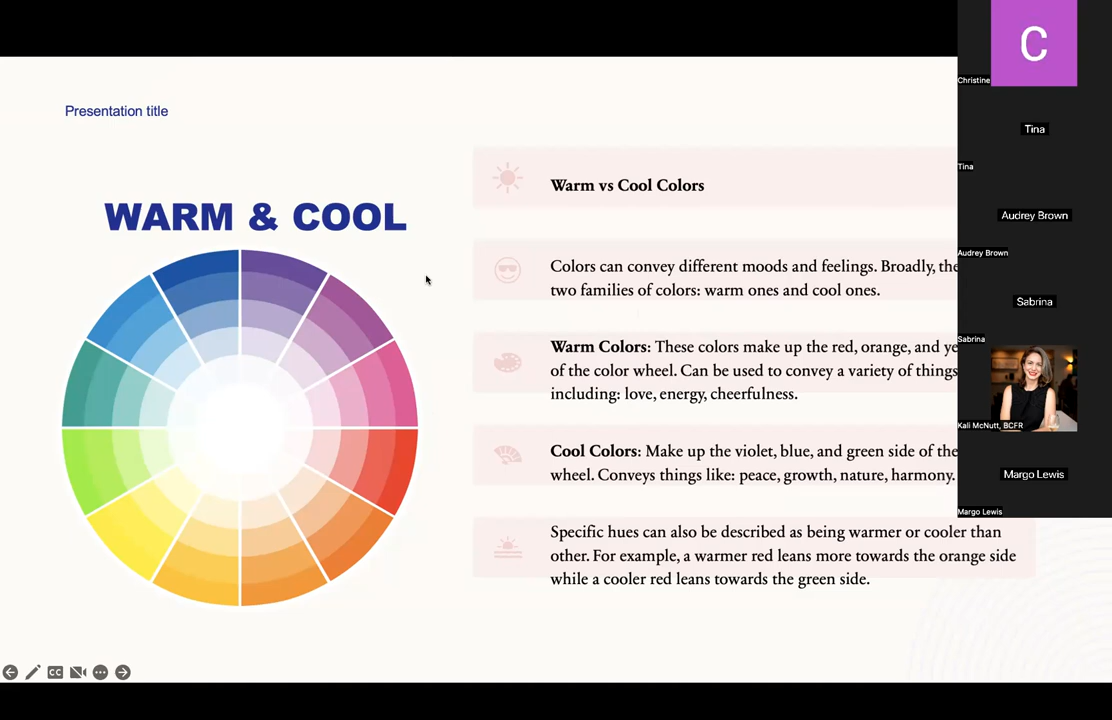 Presentation title
WARM & COOL
Warm vs Cool Colors
Colors can convey different moods and feelings. Broadly, the
two families of colors: warm ones and cool ones.
Warm Colors: These colors make up the red, orange, and ye
of the color wheel. Can be used to convey a variety of things
including: love, energy, cheerfulness.
Cool Colors: Make up the violet, blue, and green side of the
wheel. Conveys things like: peace, growth, nature, harmony.
Specific hues can also be described as being warmer or cooler than
other. For example, a warmer red leans more towards the orange side
while a cooler red leans towards the green side.
CC
C
Christine
Tina
Tina
Audrey Brown
Audrey Brown
Sabrina
Sabrina
Kali McNutt, BCFR
Margo Lewis
Margo Lewis